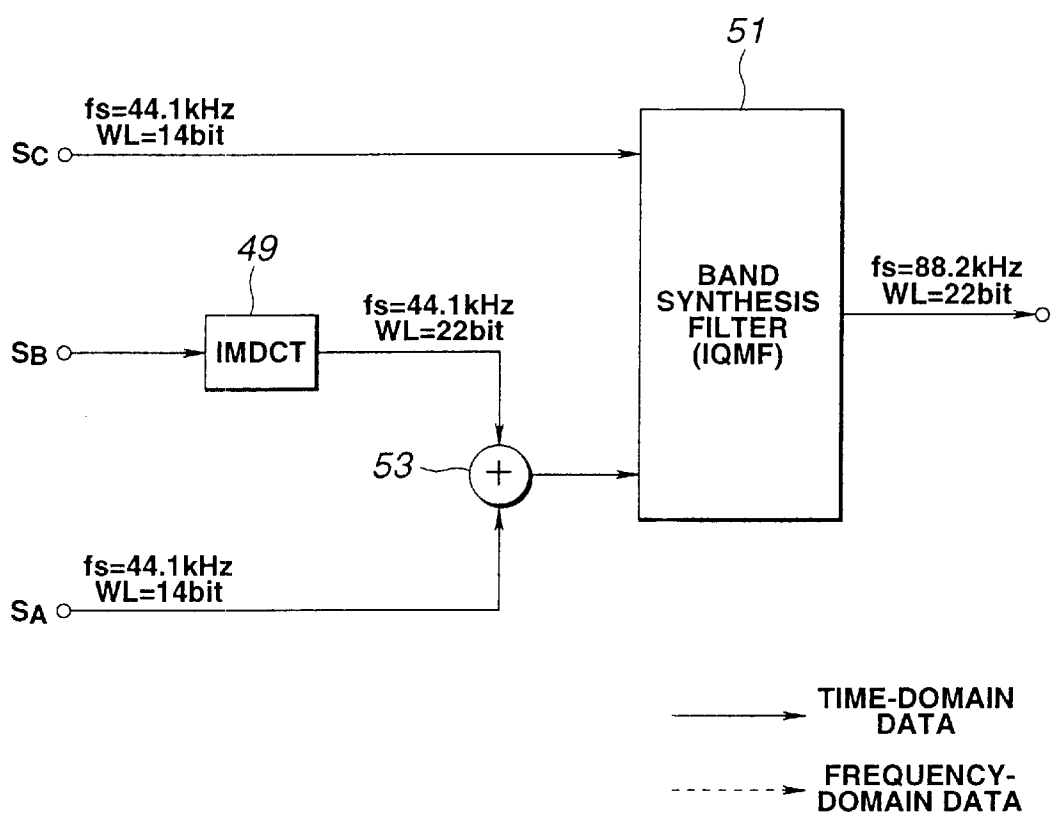 51
fs=44.1kHz
WL=14bit
SC
49
fs=44.1kHz
WL=22bit
SB
IMDCT
BAND
SYNTHESIS
FILTER
(IQMF)
fs=88.2kHz
WL=22bit
53
+
fs=44.1kHz
WL=14bit
SA
TIME-DOMAIN
DATA
FREQUENCY-
DOMAIN DATA